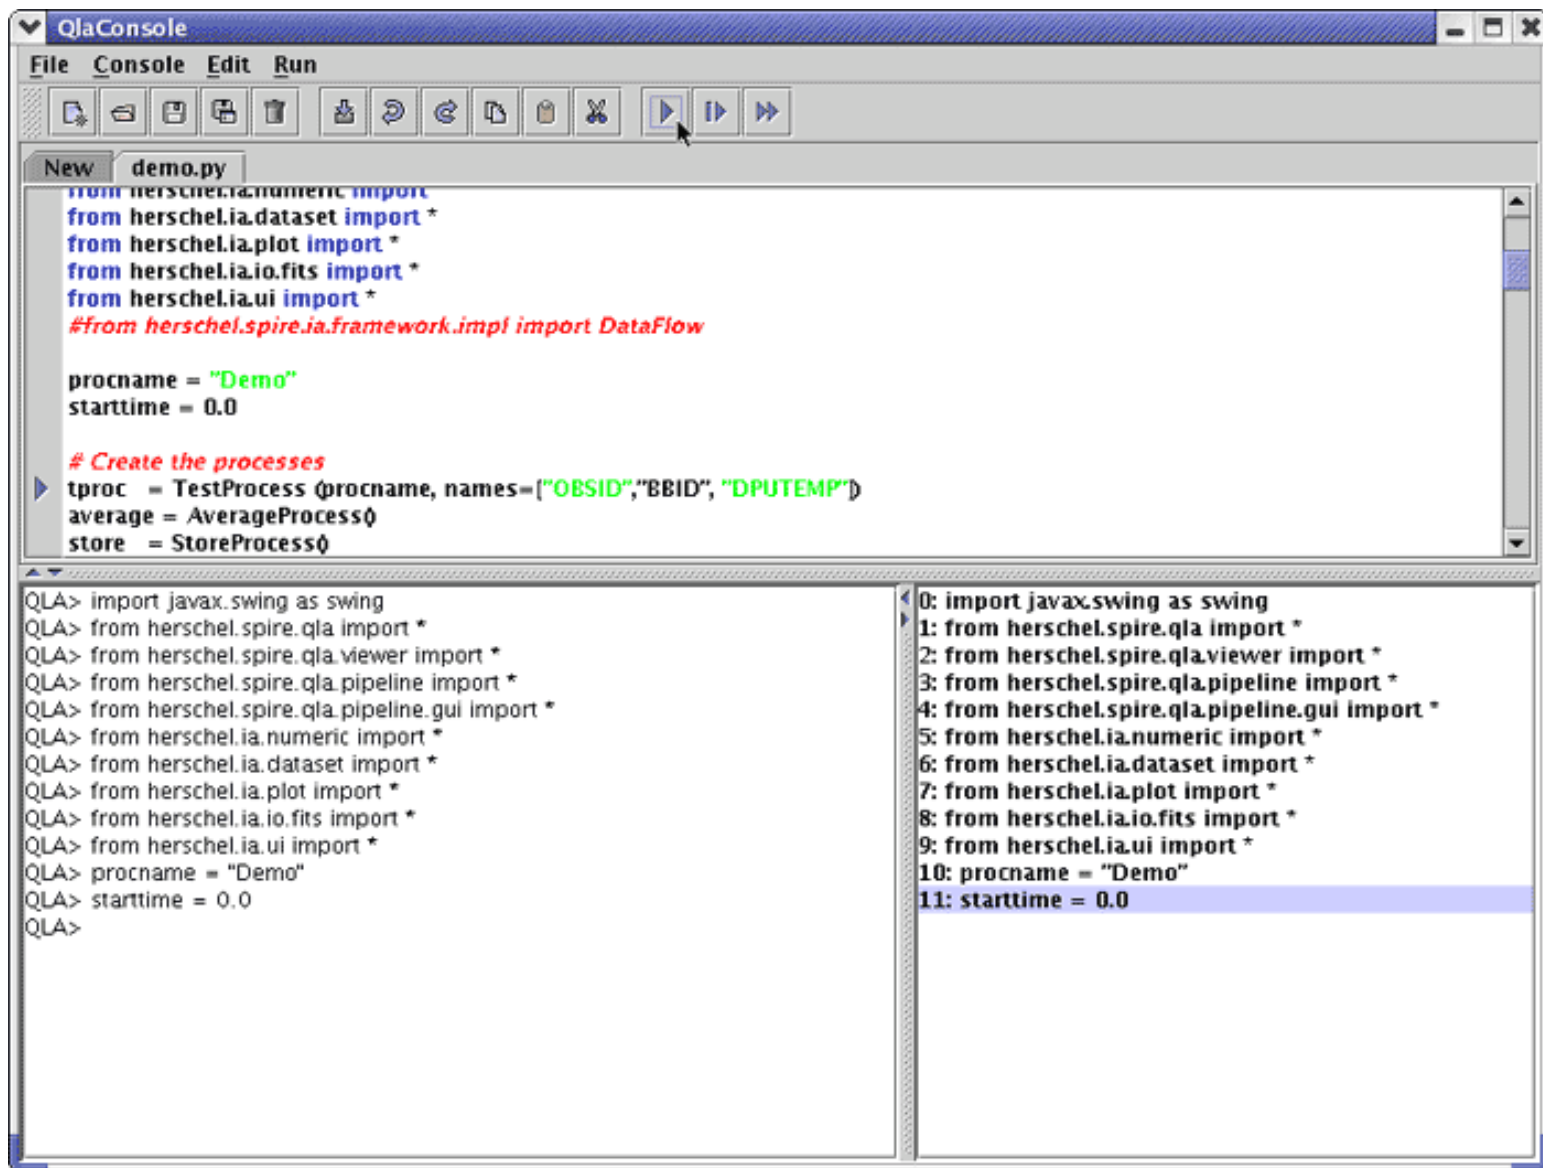 QlaConsole
File Console Edit Run
New demo.py
from herschel.ia.numeric import
from herschel.ia.dataset import *
from herschel.ia.plot import *
from herschel.ia.io.fits import *
from herschel.ia.ui import *
#from herschel.spire.ia.framework.impl import DataFlow
procname = "Demo"
starttime = 0.0
# Create the processes
tproc = TestProcess (procname, names=["OBSID","BBID", "DPUTEMP"])
average = AverageProcess()
store = StoreProcess()
QLA> import javax.swing as swing
QLA> from herschel.spire.qla import *
QLA> from herschel.spire.qla.viewer import *
QLA> from herschel.spire.qla.pipeline import *
QLA> from herschel.spire.qla.pipeline.gui import *
QLA> from herschel.ia.numeric import *
QLA> from herschel.ia.dataset import *
QLA> from herschel.ia.plot import *
QLA> from herschel.ia.io.fits import *
QLA> from herschel.ia.ui import *
QLA> procname = "Demo"
QLA> starttime = 0.0
QLA>
0: import javax.swing as swing
1: from herschel.spire.qla import *
2: from herschel.spire.qla.viewer import *
3: from herschel.spire.qla.pipeline import *
4: from herschel.spire.qla.pipeline.gui import *
5: from herschel.ia.numeric import *
6: from herschel.ia.dataset import *
7: from herschel.ia.plot import *
8: from herschel.ia.io.fits import *
9: from herschel.ia.ui import *
10: procname = "Demo"
11: starttime = 0.0